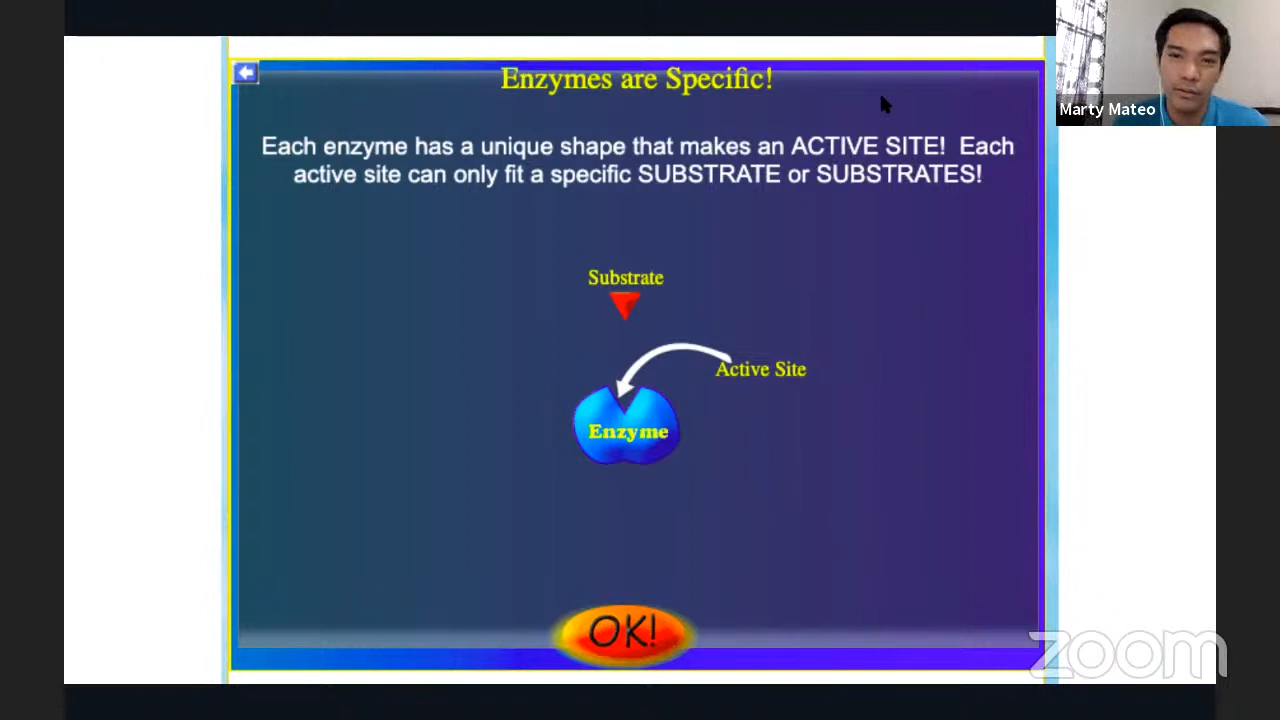 Enzymes are Specific!
Each enzyme has a unique shape that makes an ACTIVE SITE!  Each
active site can only fit a specific SUBSTRATE or SUBSTRATES!
Marty Mateo
Substrate
Active Site
Enzyme
OK!
zoom